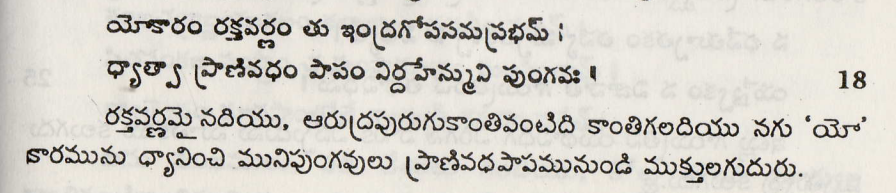 యోకారం రక్తవర్ణం తు ఇంద్రగోపసమప్రభమ్ ।
ధ్యాత్వా ప్రాణివధం పాపం నిర్దహేన్ముని పుంగవః ॥ 18
రక్తవర్ణమై నదియు, ఆరుద్రపురుగుకాంతివంటిది కాంతిగలదియు నగు ‘యో’
కారమును ధ్యానించి మునిపుంగవులు ప్రాణివధపాపమునుండి ముక్తులగుదురు.